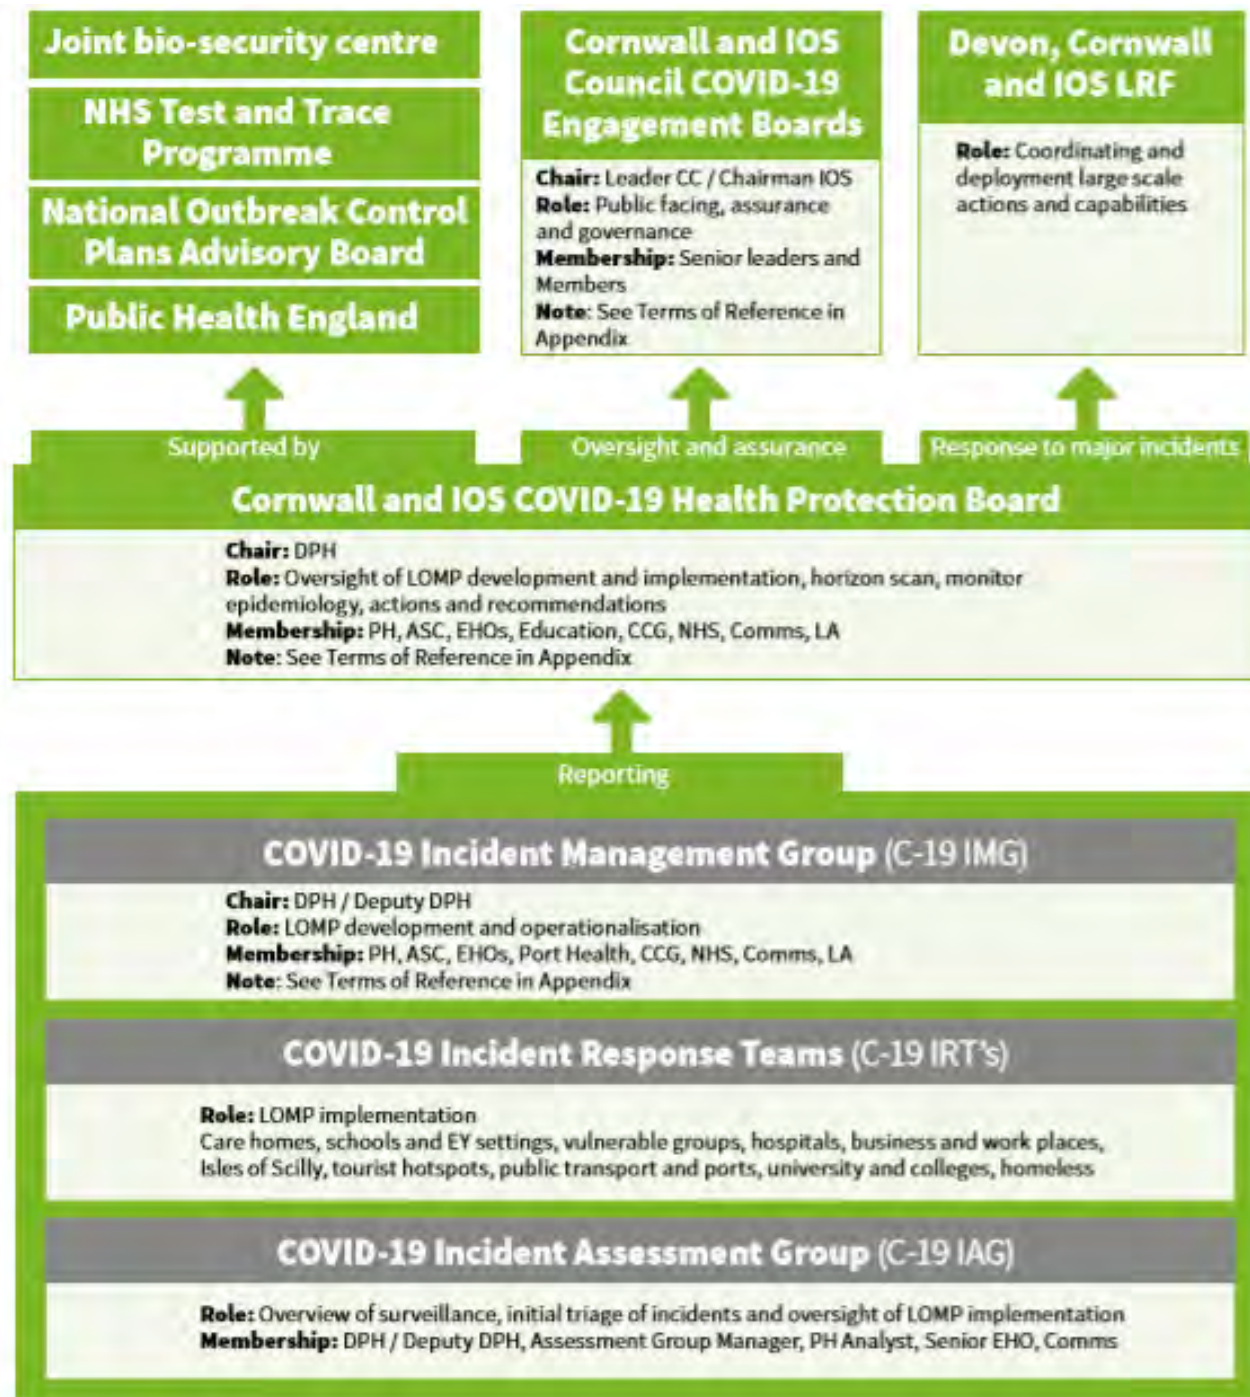 Joint bio-security centre
NHS Test and Trace
Programme
National Outbreak Control
Plans Advisory Board
Public Health England
Cornwall and IOS
Council COVID-19
Engagement Boards
Chair: Leader CC / Chairman IOS
Role: Public facing, assurance
and governance
Membership: Senior leaders and
Members
Note: See Terms of Reference in
Appendix
Devon, Cornwall
and IOS LRF
Role: Coordinating and
deployment large scale
actions and capabilities
Supported by
Oversight and assurance
Response to major incidents
Cornwall and IOS COVID-19 Health Protection Board
Chair: DPH
Role: Oversight of LOMP development and implementation, horizon scan, monitor
epidemiology, actions and recommendations
Membership: PH, ASC, EHOs, Education, CCG, NHS, Comms, LA
Note: See Terms of Reference in Appendix
Reporting
COVID-19 Incident Management Group (C-19 IMG)
Chair: DPH / Deputy DPH
Role: LOMP development and operationalisation
Membership: PH, ASC, EHOs, Port Health, CCG, NHS, Comms, LA
Note: See Terms of Reference in Appendix
COVID-19 Incident Response Teams (C-19 IRT's)
Role: LOMP implementation
Care homes, schools and EY settings, vulnerable groups, hospitals, business and work places,
Isles of Scilly, tourist hotspots, public transport and ports, university and colleges, homeless
COVID-19 Incident Assessment Group (C-19 IAG)
Role: Overview of surveillance, initial triage of incidents and oversight of LOMP implementation
Membership: DPH / Deputy DPH, Assessment Group Manager, PH Analyst, Senior EHO, Comms